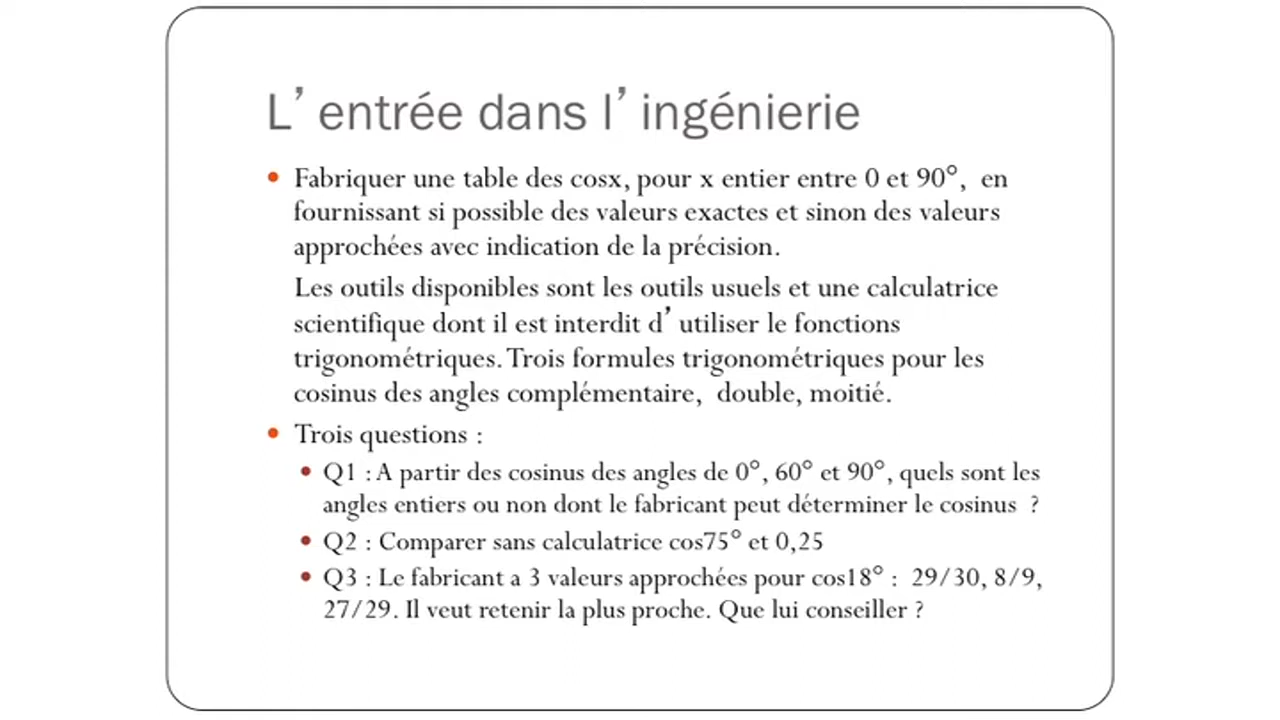 L’ entrée dans l’ ingénierie
• Fabriquer une table des cosx, pour x entier entre 0 et 90°, en
fournissant si possible des valeurs exactes et sinon des valeurs
approchées avec indication de la précision.
Les outils disponibles sont les outils usuels et une calculatrice
scientifique dont il est interdit d’ utiliser le fonctions
trigonométriques. Trois formules trigonométriques pour les
cosinus des angles complémentaire, double, moitié.
• Trois questions :
• Q1 : A partir des cosinus des angles de 0°, 60° et 90°, quels sont les
angles entiers ou non dont le fabricant peut déterminer le cosinus ?
• Q2 : Comparer sans calculatrice cos75° et 0,25
• Q3 : Le fabricant a 3 valeurs approchées pour cos18° : 29/30, 8/9,
27/29. Il veut retenir la plus proche. Que lui conseiller ?